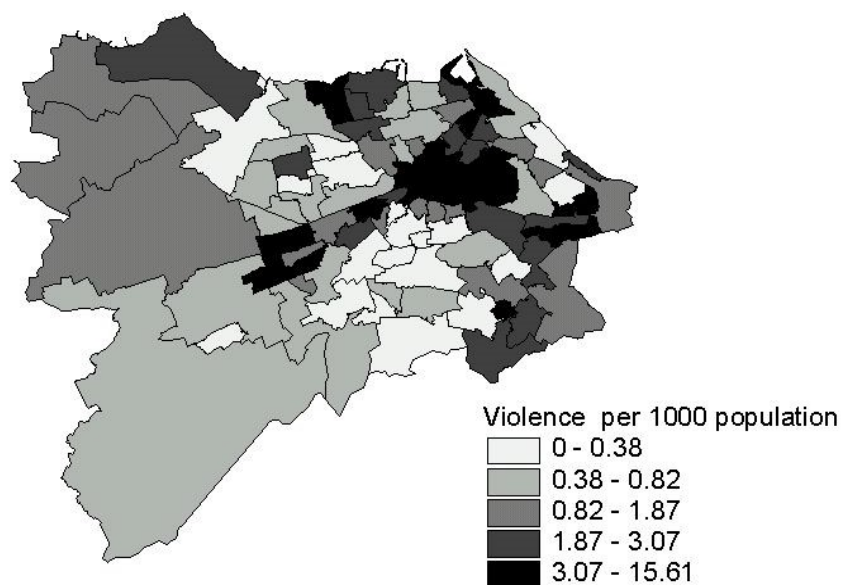 Violence per 1000 population
0 - 0.38
0.38 - 0.82
0.82 - 1.87
1.87 - 3.07
3.07 - 15.61